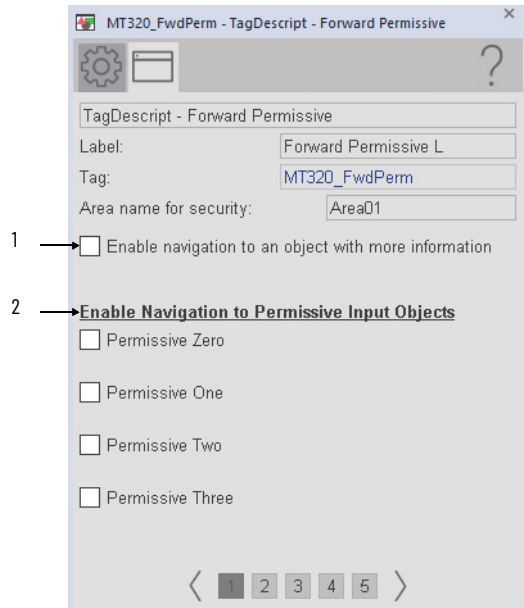 MT320_FwdPerm - TagDescript - Forward Permissive
TagDescript - Forward Permissive
Label: Forward Permissive L
Tag: MT320_FwdPerm
Area name for security: Area01
1 Enable navigation to an object with more information
2 Enable Navigation to Permissive Input Objects
Permissive Zero
Permissive One
Permissive Two
Permissive Three
1 2 3 4 5